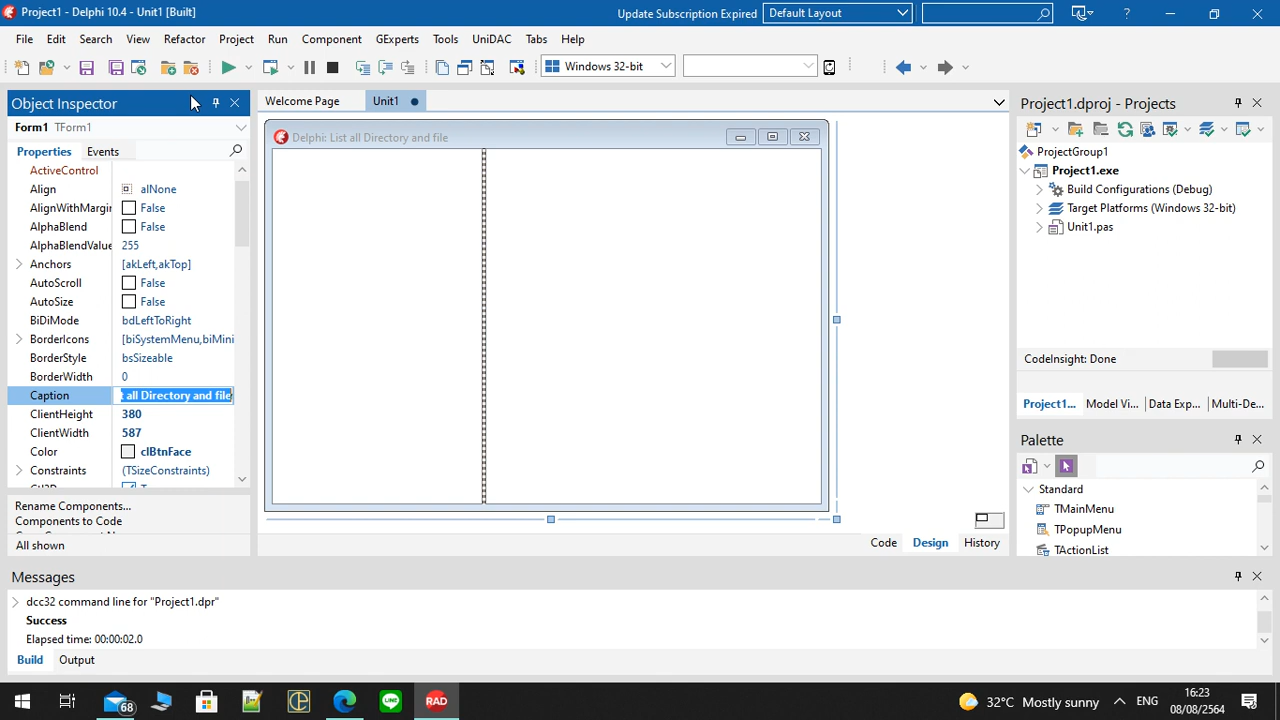 Project1 - Delphi 10.4 - Unit1 [Built]
Update Subscription Expired
Default Layout
?
File Edit Search View Refactor Project Run Component GExperts Tools UniDAC Tabs Help
Windows 32-bit
Object Inspector
Form1 TForm1
Properties Events
ActiveControl
Align alNone
AlignWithMargin False
AlphaBlend False
AlphaBlendValue 255
Anchors [akLeft,akTop]
AutoScroll False
AutoSize False
BiDiMode bdLeftToRight
BorderIcons [biSystemMenu,biMini
BorderStyle bsSizeable
BorderWidth 0
Caption t all Directory and file
ClientHeight 380
ClientWidth 587
Color clBtnFace
Constraints (TSizeConstraints)
Rename Components...
Components to Code
All shown
Welcome Page Unit1
Delphi: List all Directory and file
Code Design History
Project1.dproj - Projects
ProjectGroup1
Project1.exe
Build Configurations (Debug)
Target Platforms (Windows 32-bit)
Unit1.pas
CodeInsight: Done
Project1... Model Vi... Data Exp... Multi-De...
Palette
Standard
TMainMenu
TPopupMenu
TActionList
Messages
dcc32 command line for "Project1.dpr"
Success
Elapsed time: 00:00:02.0
Build Output
68
RAD
LINE
32°C Mostly sunny
ENG
16:23
08/08/2564